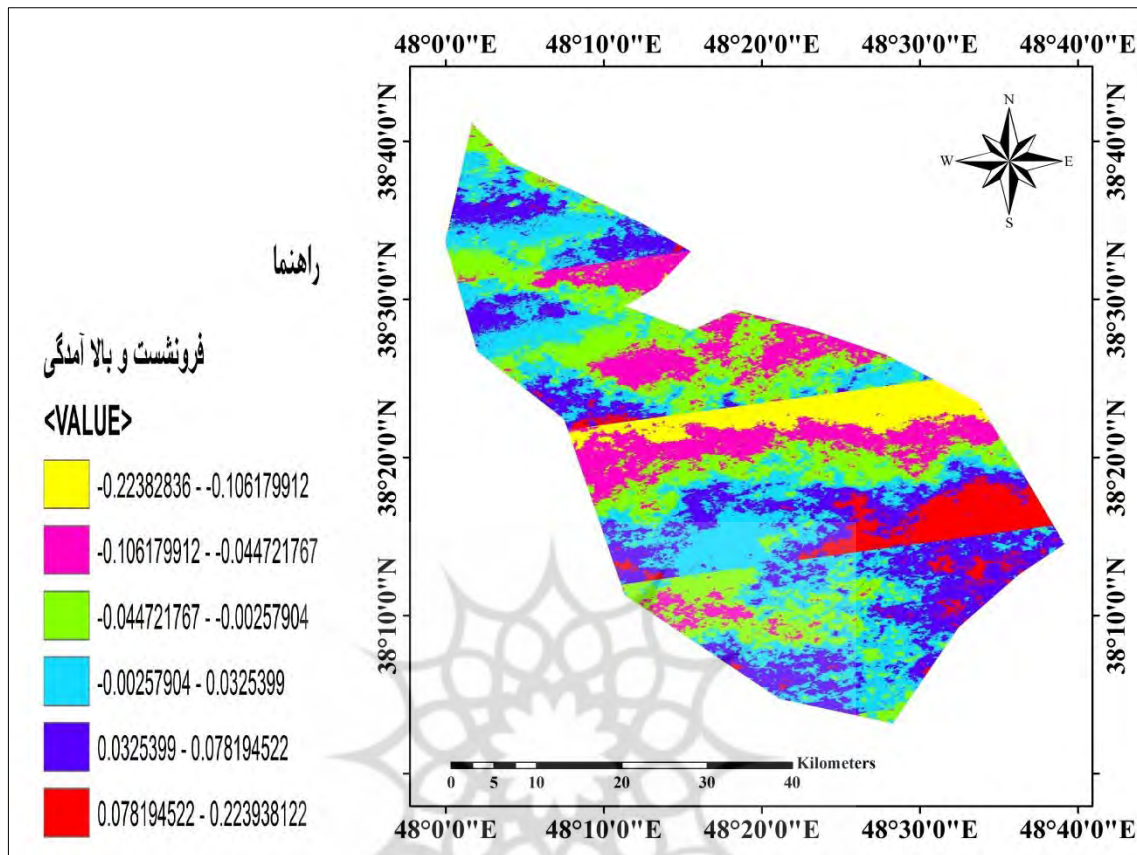 48°0'0"E 48°10'0"E 48°20'0"E 48°30'0"E 48°40'0"E
38°40'0"N 38°40'0"N
38°30'0"N 38°30'0"N
38°20'0"N 38°20'0"N
38°10'0"N 38°10'0"N
N
W E
S
راهنما
فرونشست و بالا آمدگی
<VALUE>
-0.22382836 - -0.106179912
-0.106179912 - -0.044721767
-0.044721767 - -0.00257904
-0.00257904 - 0.0325399
0.0325399 - 0.078194522
0.078194522 - 0.223938122
Kilometers
0 5 10 20 30 40
48°0'0"E 48°10'0"E 48°20'0"E 48°30'0"E 48°40'0"E